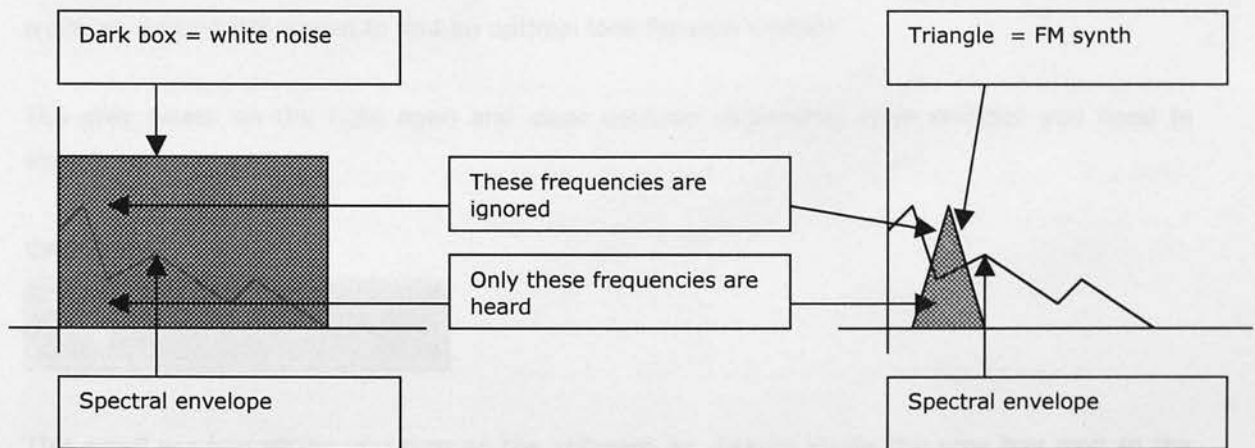 Dark box = white noise
Triangle = FM synth
These frequencies are
ignored
Only these frequencies are
heard
Spectral envelope
Spectral envelope